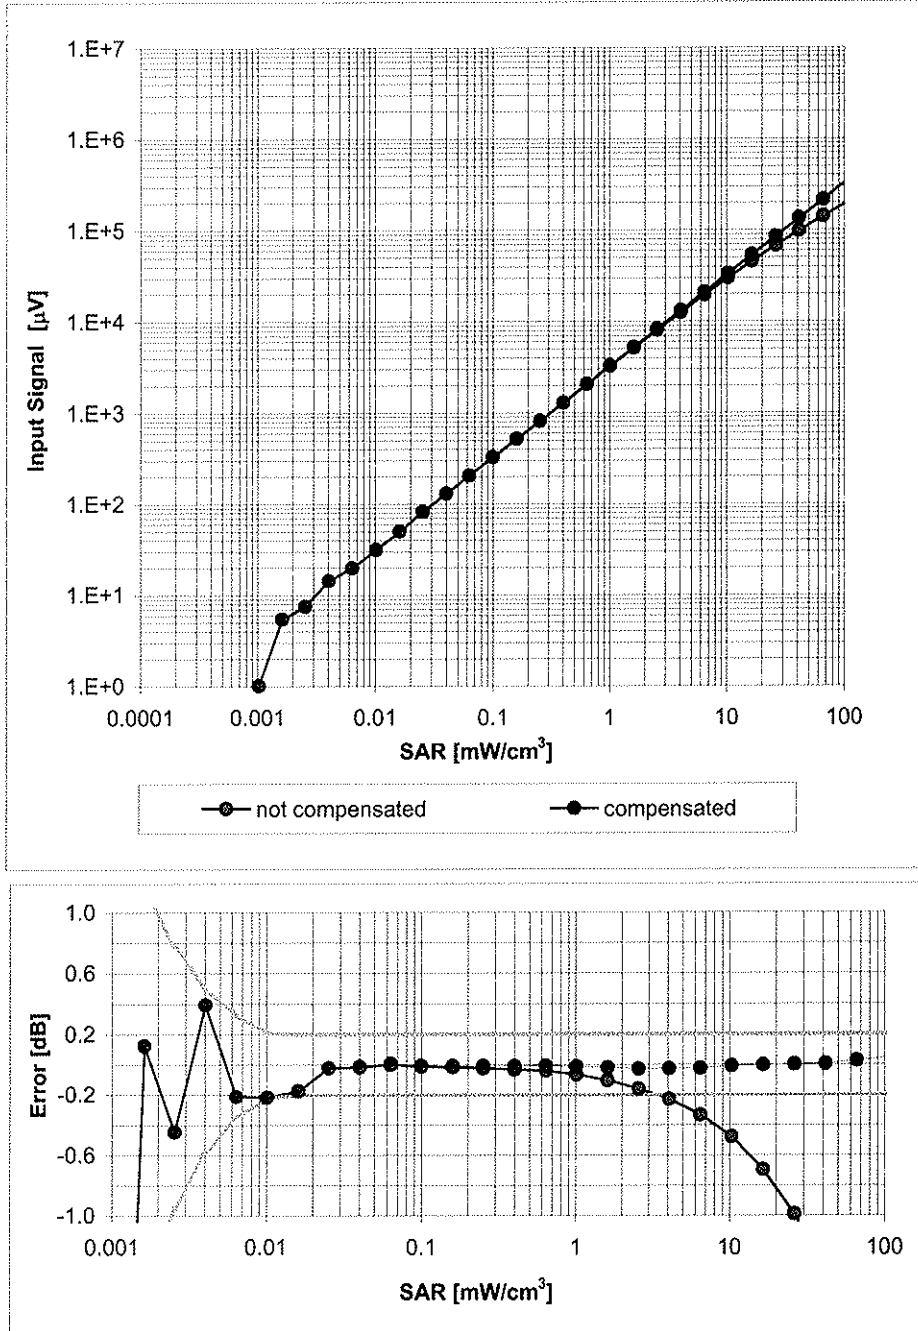 1.E+7
1.E+6
1.E+5
1.E+4
1.E+3
1.E+2
1.E+1
1.E+0
Input Signal [µV]
0.0001 0.001 0.01 0.1 1 10 100
SAR [mW/cm³]
not compensated compensated
1.0
0.6
0.2
-0.2
-0.6
-1.0
Error [dB]
0.001 0.01 0.1 1 10 100
SAR [mW/cm³]